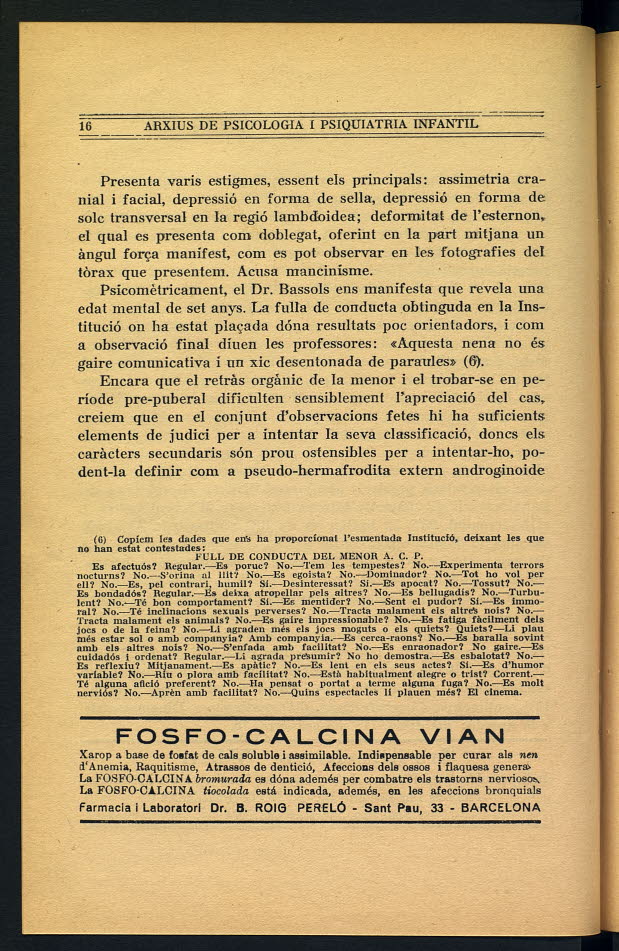 16 ARXIUS DE PSICOLOGIA I PSIQUIATRIA INFANTIL
Presenta varis estigmes, essent els principals: assimetria cra-
nial i facial, depressió en forma de sella, depressió en forma de
solc transversal en la regió lambdoidea; deformitat de l'esternon,
el qual es presenta com doblegat, oferint en la part mitjana un
àngul força manifest, com es pot observar en les fotografies del
tòrax que presentem. Acusa mancinisme.
Psicomètricament, el Dr. Bassols ens manifesta que revela una
edat mental de set anys. La fulla de conducta obtinguda en la Ins-
titució on ha estat plaçada dóna resultats poc orientadors, i com
a observació final diuen les professores: «Aquesta nena no és
gaire comunicativa i un xic desentonada de paraules» (6).
Encara que el retràs orgànic de la menor i el trobar-se en pe-
ríode pre-puberal dificulten sensiblement l'apreciació del cas,
creiem que en el conjunt d'observacions fetes hi ha suficients
elements de judici per a intentar la seva classificació, doncs els
caràcters secundaris són prou ostensibles per a intentar-ho, po-
dent-la definir com a pseudo-hermafrodita extern androginoide
(6) Copiem les dades que ens ha proporcional l'esmentada Institució, deixant les que
no han estat contestades:
FULL DE CONDUCTA DEL MENOR A. C. P.
Es afectuós? Regular.—Es poruc? No.—Tem les tempestes? No.—Experimenta terrors
nocturns? No.—S'orina al llit? No.—Es egoista? No.—Dominador? No.—Tot ho vol per
ell? No.—Es, pel contrari, humil? Sí.—Desinteressat? Sí.—Es apocat? No.—Tossut? No.—
Es bondadós? Regular.—Es deixa atropellar pels altres? No.—Es bellugadís? No.—Turbu-
lent? No.—Té bon comportament? Sí.—Es mentider? No.—Sent el pudor? Sí.—Es immo-
ral? No.—Té inclinacions sexuals perverses? No.—Tracta malament els altres nois? No.—
Tracta malament els animals? No.—Es gaire impressionable? No.—Es fatiga fàcilment dels
jocs o de la feina? No.—Li agraden més els jocs moguts o els quiets? Quiets?—Li plau
més estar sol o amb companyia? Amb companyia.—Es cerca-raons? No.—Es baralla sovint
amb els altres nois? No.—S'enfada amb facilitat? No.—Es enraonador? No gaire.—Es
cuidadós i ordenat? Regular.—Li agrada presumir? No ho demostra.—Es esbalotat? No.—
Es reflexiu? Mitjanament.—Es apàtic? No.—Es lent en els seus actes? Sí.—Es d'humor
variable? No.—Riu o plora amb facilitat? No.—Està habitualment alegre o trist? Corrent.—
Té alguna afició preferent? No.—Ha pensat o portat a terme alguna fuga? No.—Es molt
nerviós? No.—Aprèn amb facilitat? No.—Quins espectacles li plauen més? El cinema.
FOSFO-CALCINA VIAN
Xarop a base de fosfat de cals soluble i assimilable. Indispensable per curar als nen
d'Anemia, Raquitisme, Atrassos de dentició, Afeccions dels ossos i flaquesa genera
La FOSFO-CALCINA bromurada es dóna ademés per combatre els trastorns nerviosos,
La FOSFO-CALCINA tiocolada está indicada, ademés, en les afeccions bronquials
Farmacia i Laboratori Dr. B. ROIG PERELÓ - Sant Pau, 33 - BARCELONA